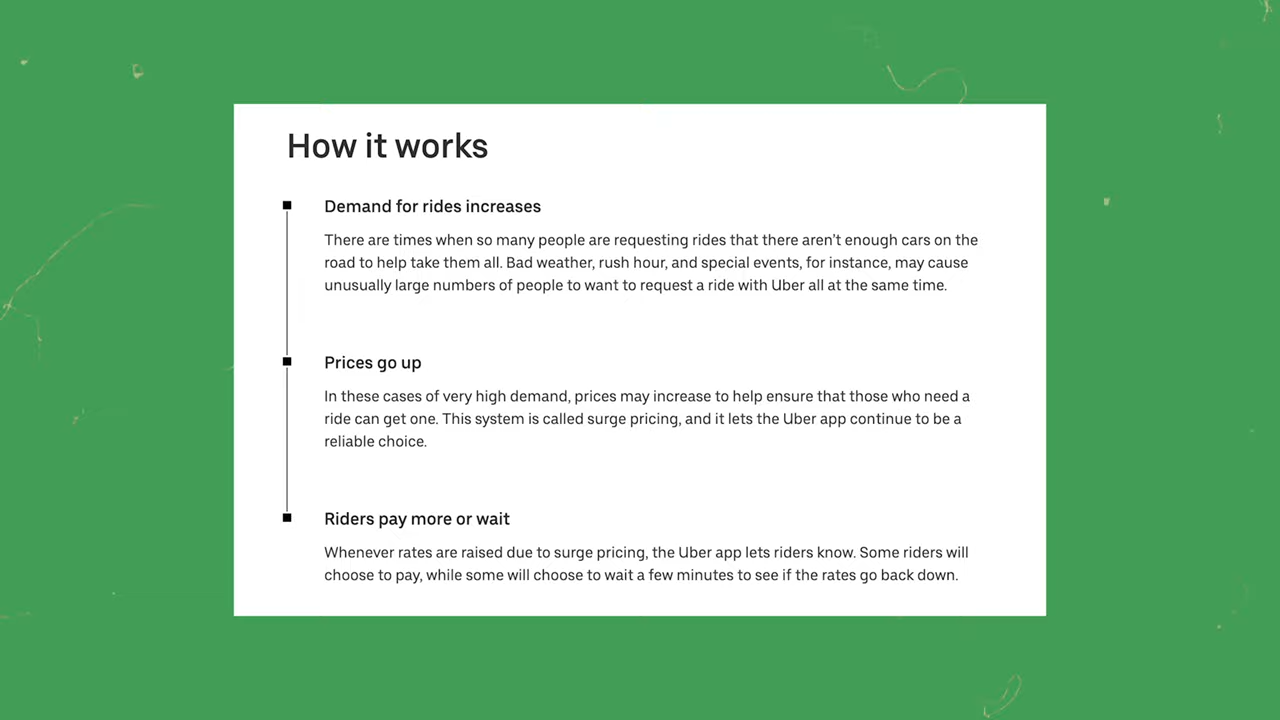 How it works
Demand for rides increases
There are times when so many people are requesting rides that there aren't enough cars on the
road to help take them all. Bad weather, rush hour, and special events, for instance, may cause
unusually large numbers of people to want to request a ride with Uber all at the same time.
Prices go up
In these cases of very high demand, prices may increase to help ensure that those who need a
ride can get one. This system is called surge pricing, and it lets the Uber app continue to be a
reliable choice.
Riders pay more or wait
Whenever rates are raised due to surge pricing, the Uber app lets riders know. Some riders will
choose to pay, while some will choose to wait a few minutes to see if the rates go back down.